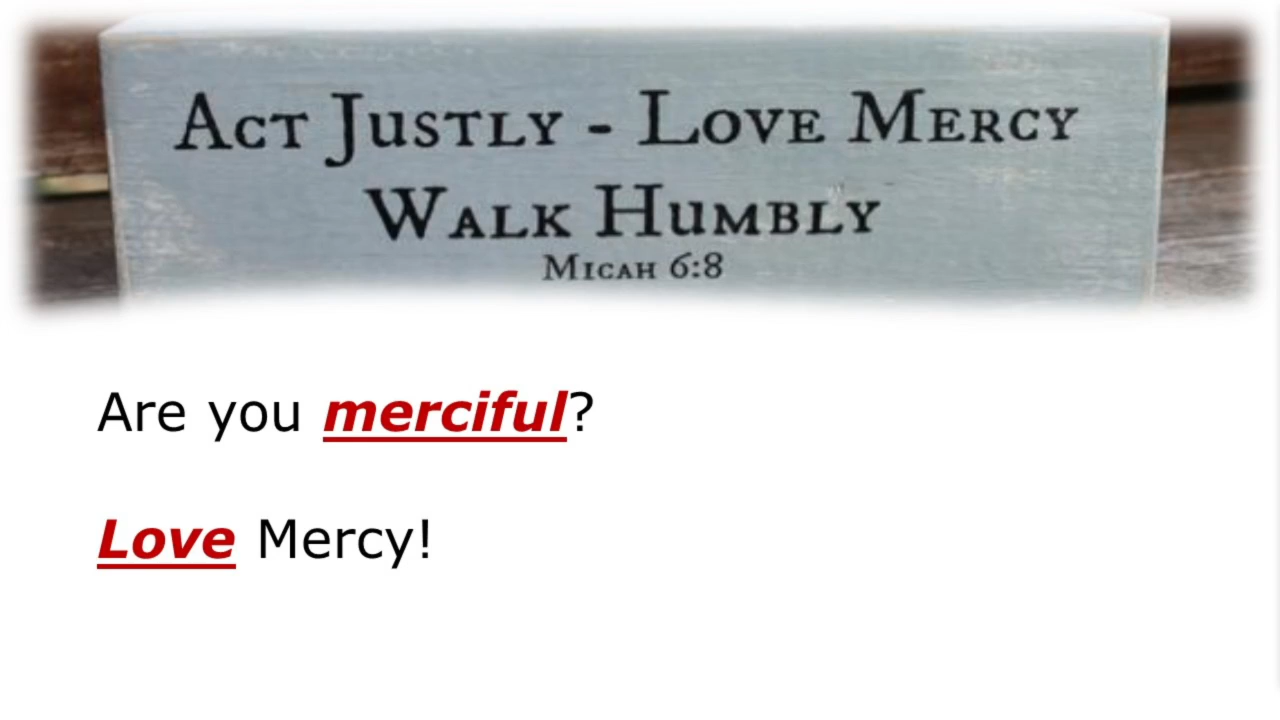 Act Justly - Love Mercy
Walk Humbly
Micah 6:8
Are you merciful?
Love Mercy!